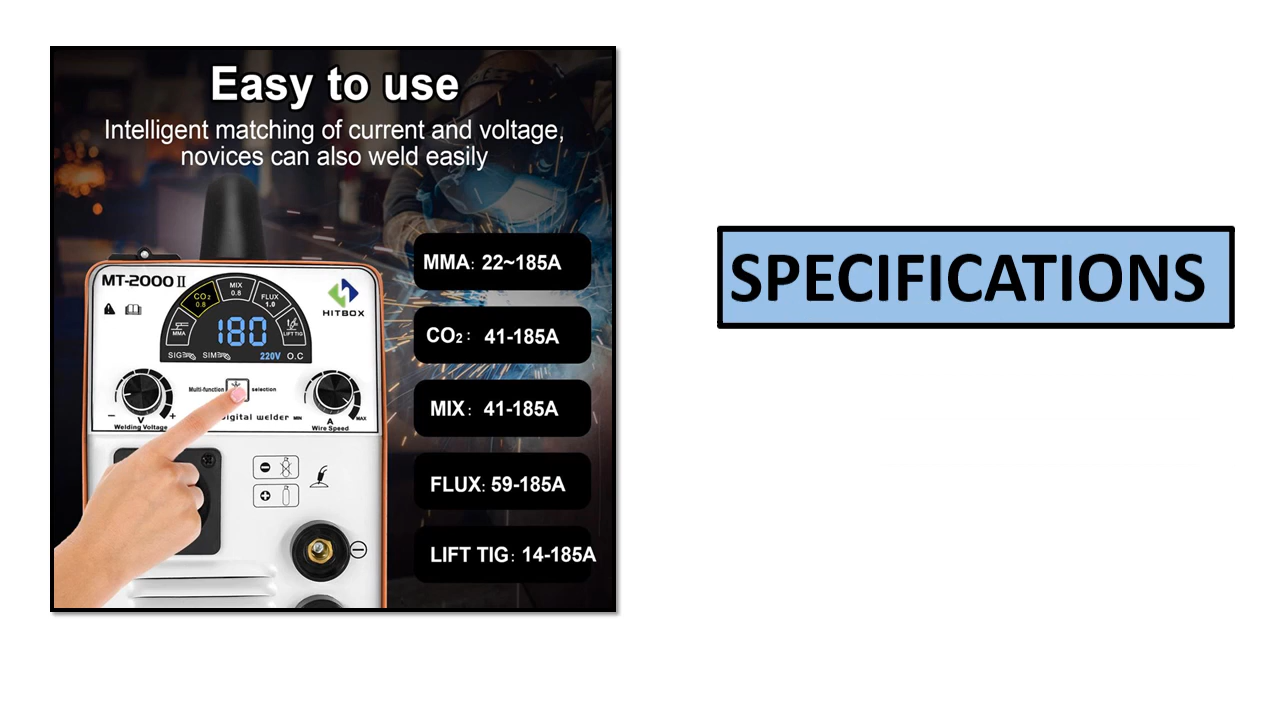 Easy to use
Intelligent matching of current and voltage,
novices can also weld easily
MMA: 22~185A
CO₂: 41-185A
MIX: 41-185A
FLUX: 59-185A
LIFT TIG: 14-185A
MT-2000 II
HITBOX
MMA
CO₂
0.8
MIX
0.8
FLUX
1.0
LIFT TIG
180
SIG
SIM
220V O.C
Multi-function
selection
− V +
Welding Voltage
digital welder
MIN A MAX
Wire Speed
SPECIFICATIONS